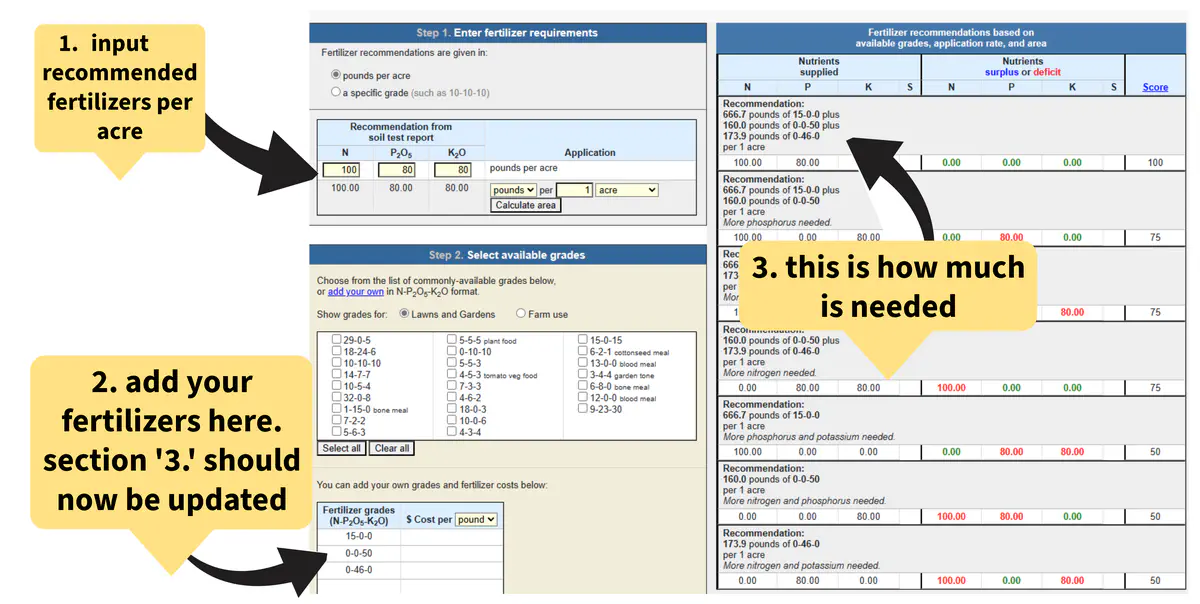 1. input
recommended
fertilizers per
acre
2. add your
fertilizers here.
section '3.' should
now be updated
3. this is how much
is needed
Step 1. Enter fertilizer requirements
Fertilizer recommendations are given in:
pounds per acre
a specific grade (such as 10-10-10)
Recommendation from
soil test report
N P₂O₅ K₂O Application
100 80 80 pounds per acre
100.00 80.00 80.00 pounds per 1 acre
Calculate area
Step 2. Select available grades
Choose from the list of commonly-available grades below,
or add your own in N-P₂O₅-K₂O format.
Show grades for: Lawns and Gardens Farm use
29-0-5 5-5-5 plant food 15-0-15
18-24-6 0-10-10 6-2-1 cottonseed meal
10-10-10 5-5-3 13-0-0 blood meal
14-7-7 4-5-3 tomato veg food 3-4-4 garden tone
10-5-4 7-3-3 6-8-0 bone meal
32-0-8 4-6-2 12-0-0 blood meal
1-15-0 bone meal 18-0-3 9-23-30
7-2-2 10-0-6
5-6-3 4-3-4
Select all Clear all
You can add your own grades and fertilizer costs below:
Fertilizer grades
(N-P₂O₅-K₂O) $ Cost per pound
15-0-0
0-0-50
0-46-0
Fertilizer recommendations based on
available grades, application rate, and area
Nutrients Nutrients
supplied surplus or deficit
N P K S N P K S Score
Recommendation:
666.7 pounds of 15-0-0 plus
160.0 pounds of 0-0-50 plus
173.9 pounds of 0-46-0
per 1 acre
100.00 80.00 0.00 0.00 0.00 100
Recommendation:
666.7 pounds of 15-0-0 plus
160.0 pounds of 0-0-50
per 1 acre
More phosphorus needed.
100.00 0.00 80.00 0.00 80.00 0.00 75
80.00 75
160.0 pounds of 0-0-50 plus
173.9 pounds of 0-46-0
per 1 acre
More nitrogen needed.
0.00 80.00 80.00 100.00 0.00 0.00 75
Recommendation:
666.7 pounds of 15-0-0
per 1 acre
More phosphorus and potassium needed.
100.00 0.00 0.00 0.00 80.00 80.00 50
Recommendation:
160.0 pounds of 0-0-50
per 1 acre
More nitrogen and phosphorus needed.
0.00 0.00 80.00 100.00 80.00 0.00 50
Recommendation:
173.9 pounds of 0-46-0
per 1 acre
More nitrogen and potassium needed.
0.00 80.00 0.00 100.00 0.00 80.00 50